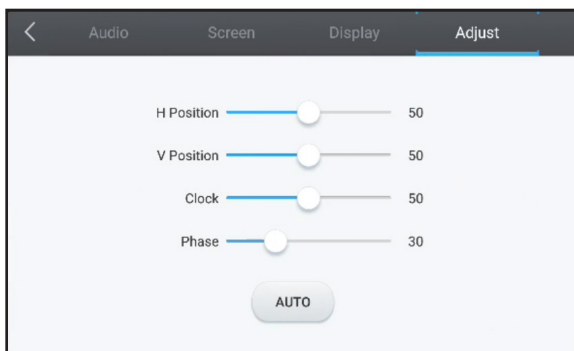 Audio Screen Display Adjust
H Position 50
V Position 50
Clock 50
Phase 30
AUTO